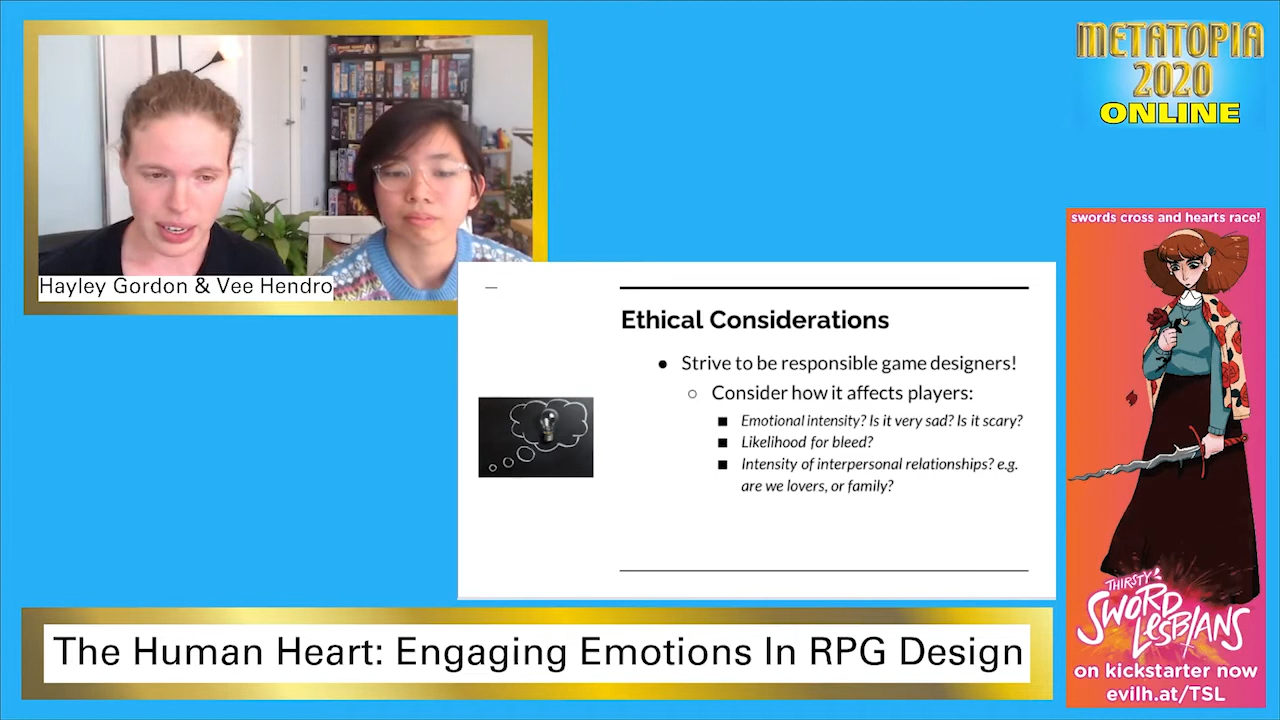 METATOPIA
2020
ONLINE
Hayley Gordon & Vee Hendro
Ethical Considerations
● Strive to be responsible game designers!
○ Consider how it affects players:
■ Emotional intensity? Is it very sad? Is it scary?
■ Likelihood for bleed?
■ Intensity of interpersonal relationships? e.g.
are we lovers, or family?
The Human Heart: Engaging Emotions In RPG Design
swords cross and hearts race!
THIRSTY
SWORD
LESBIANS
on kickstarter now
evilh.at/TSL